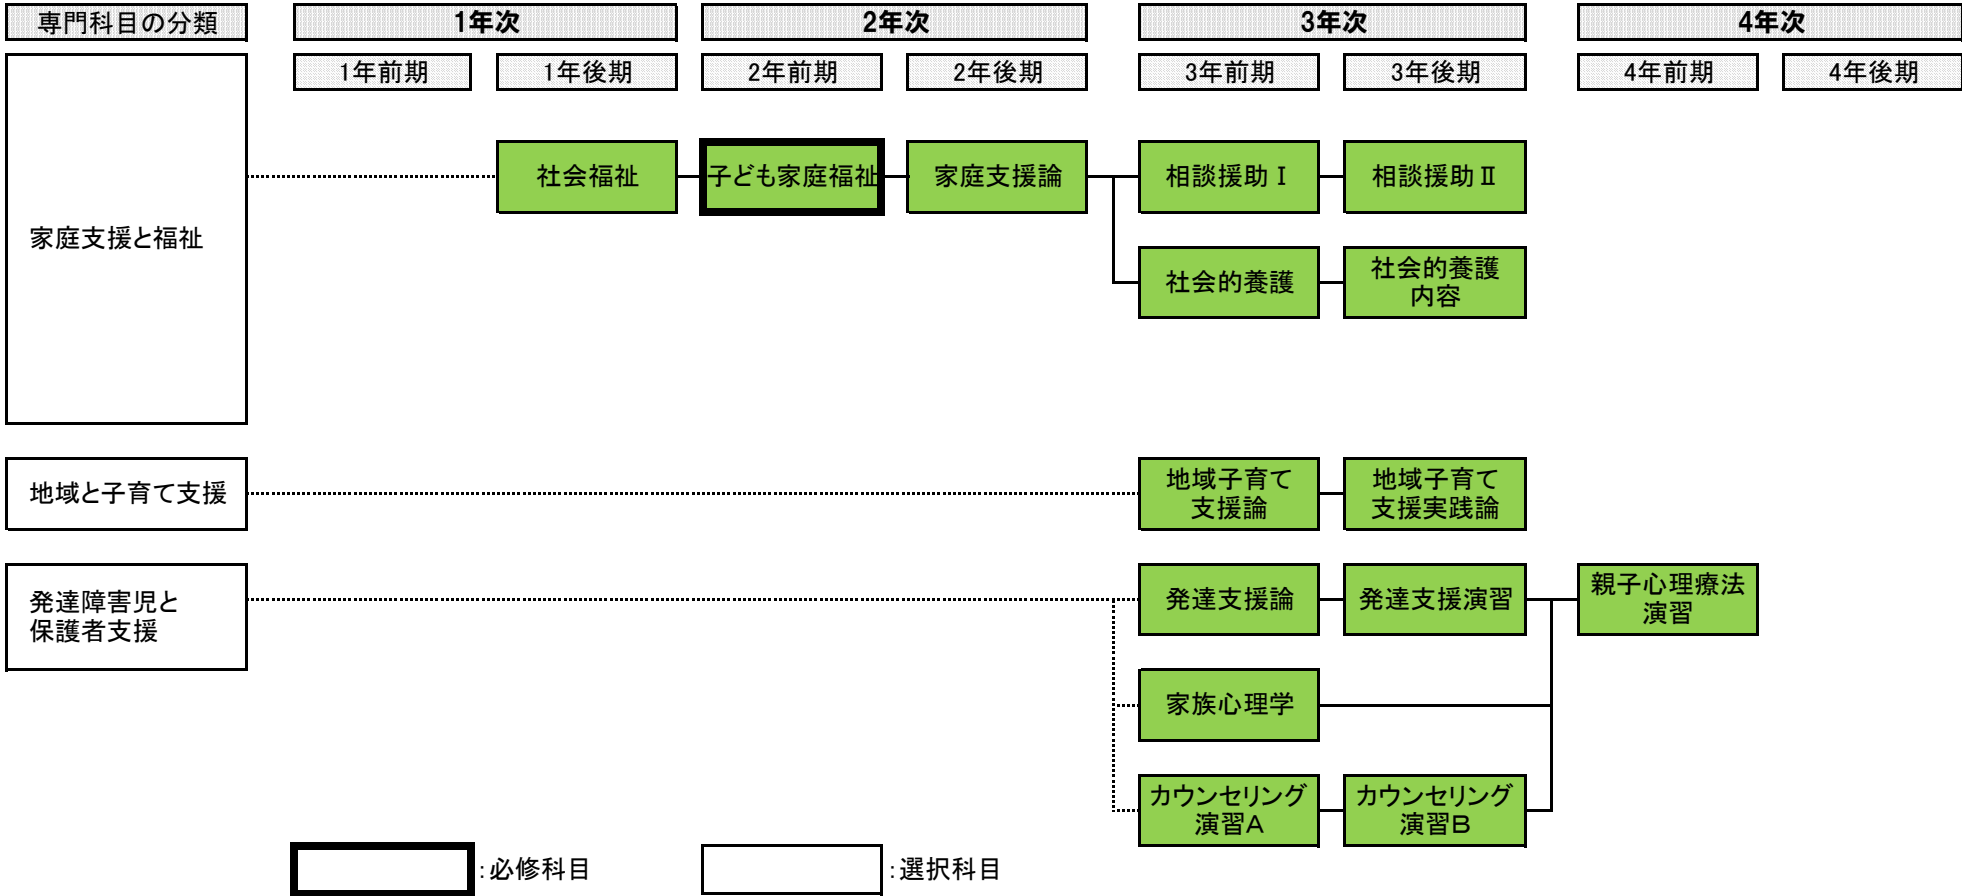 専門科目の分類
1年次
2年次
3年次
4年次
1年前期
1年後期
2年前期
2年後期
3年前期
3年後期
4年前期
4年後期
家庭支援と福祉
社会福祉
子ども家庭福祉
家庭支援論
相談援助Ⅰ
相談援助Ⅱ
社会的養護
社会的養護
内容
地域と子育て支援
地域子育て
支援論
地域子育て
支援実践論
発達障害児と
保護者支援
発達支援論
発達支援演習
親子心理療法
演習
家族心理学
カウンセリング
演習A
カウンセリング
演習B
:必修科目
:選択科目